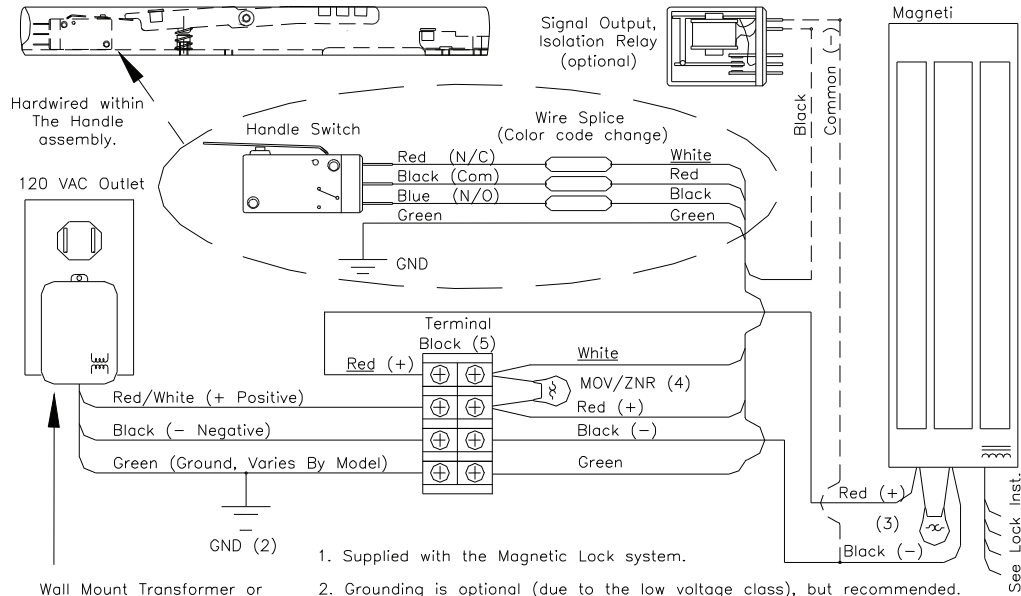 Magneti
Signal Output,
Isolation Relay
(optional)
Black
Common (-)
Hardwired within
The Handle
assembly.
Handle Switch
Wire Splice
(Color code change)
Red (N/C)
White
Black (Com)
Red
Blue (N/O)
Black
Green
Green
GND
120 VAC Outlet
Terminal
Block (5)
Red (+)
White
MOV/ZNR (4)
Red/White (+ Positive)
Red (+)
Black (- Negative)
Black (-)
Green (Ground, Varies By Model)
Green
GND (2)
Red (+)
(3)
Black (-)
See Lock Inst.
Wall Mount Transformer or
1. Supplied with the Magnetic Lock system.
2. Grounding is optional (due to the low voltage class), but recommended.